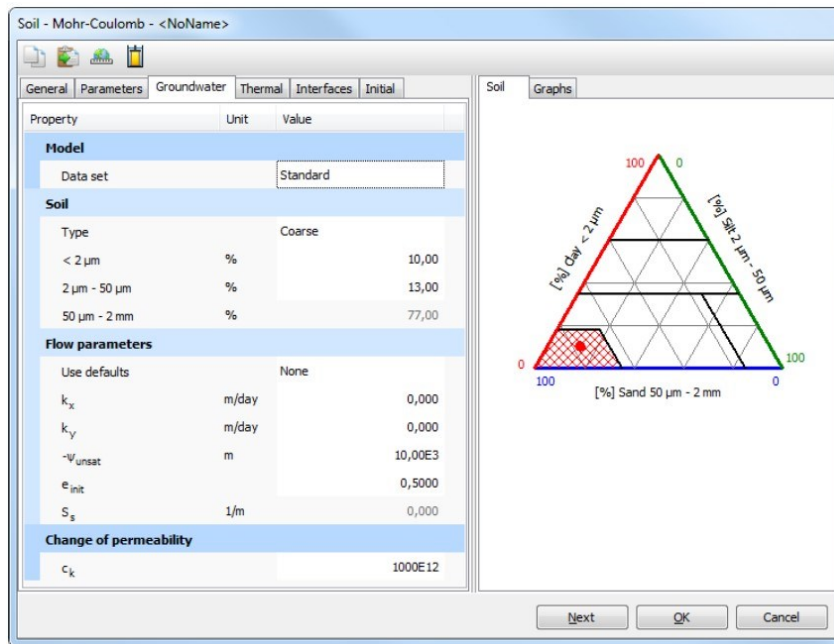 Soil - Mohr-Coulomb - <NoName>
General Parameters Groundwater Thermal Interfaces Initial
Property Unit Value
Model
Data set Standard
Soil
Type Coarse
< 2 µm % 10,00
2 µm - 50 µm % 13,00
50 µm - 2 mm % 77,00
Flow parameters
Use defaults None
kx m/day 0,000
ky m/day 0,000
-Ψunsat m 10,00E3
einit 0,5000
Ss 1/m 0,000
Change of permeability
ck 1000E12
Soil Graphs
100 0
[%] Clay < 2 µm
[%] Silt 2 µm - 50 µm
0 100
100 0
[%] Sand 50 µm - 2 mm
Next OK Cancel